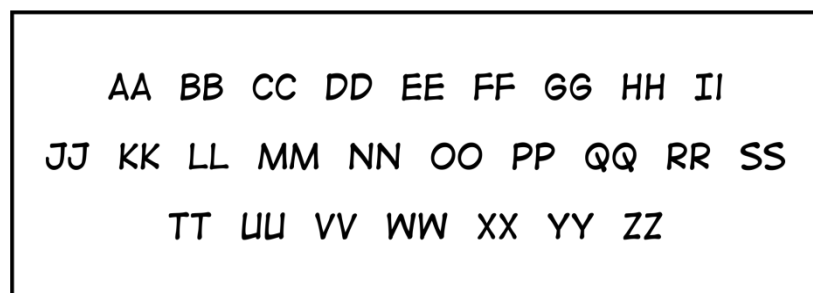 AA BB CC DD EE FF GG HH II
JJ KK LL MM NN OO PP QQ RR SS
TT UU VV WW XX YY ZZ